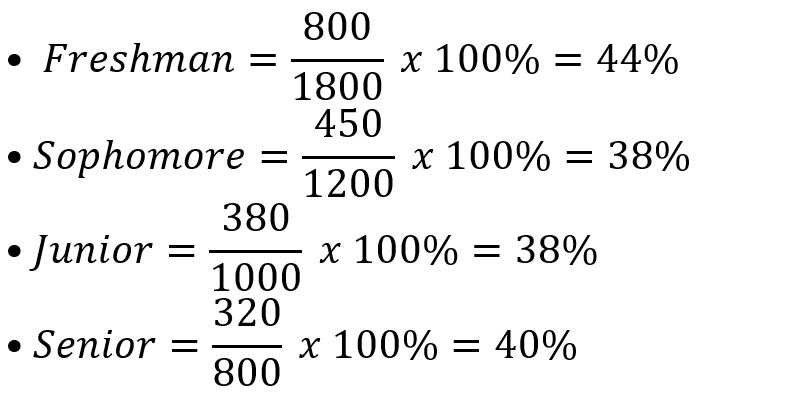 • Freshman = 800/1800 x 100% = 44%
• Sophomore = 450/1200 x 100% = 38%
• Junior = 380/1000 x 100% = 38%
• Senior = 320/800 x 100% = 40%